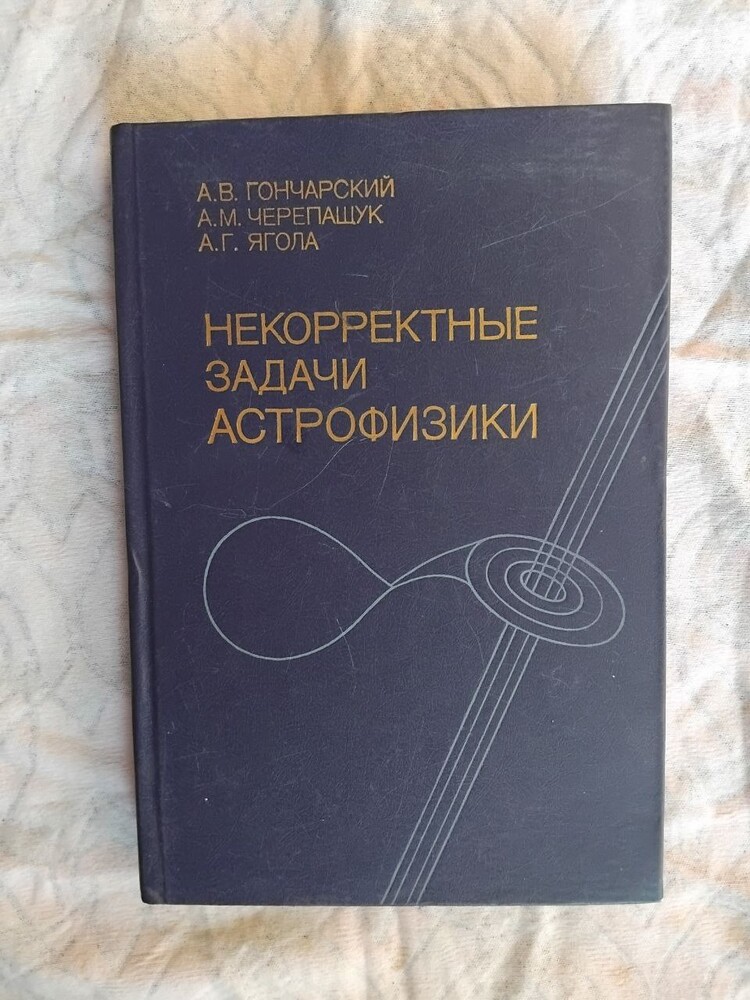 А.В. ГОНЧАРСКИЙ
А.М. ЧЕРЕПАЩУК
А.Г. ЯГОЛА
НЕКОРРЕКТНЫЕ
ЗАДАЧИ
АСТРОФИЗИКИ